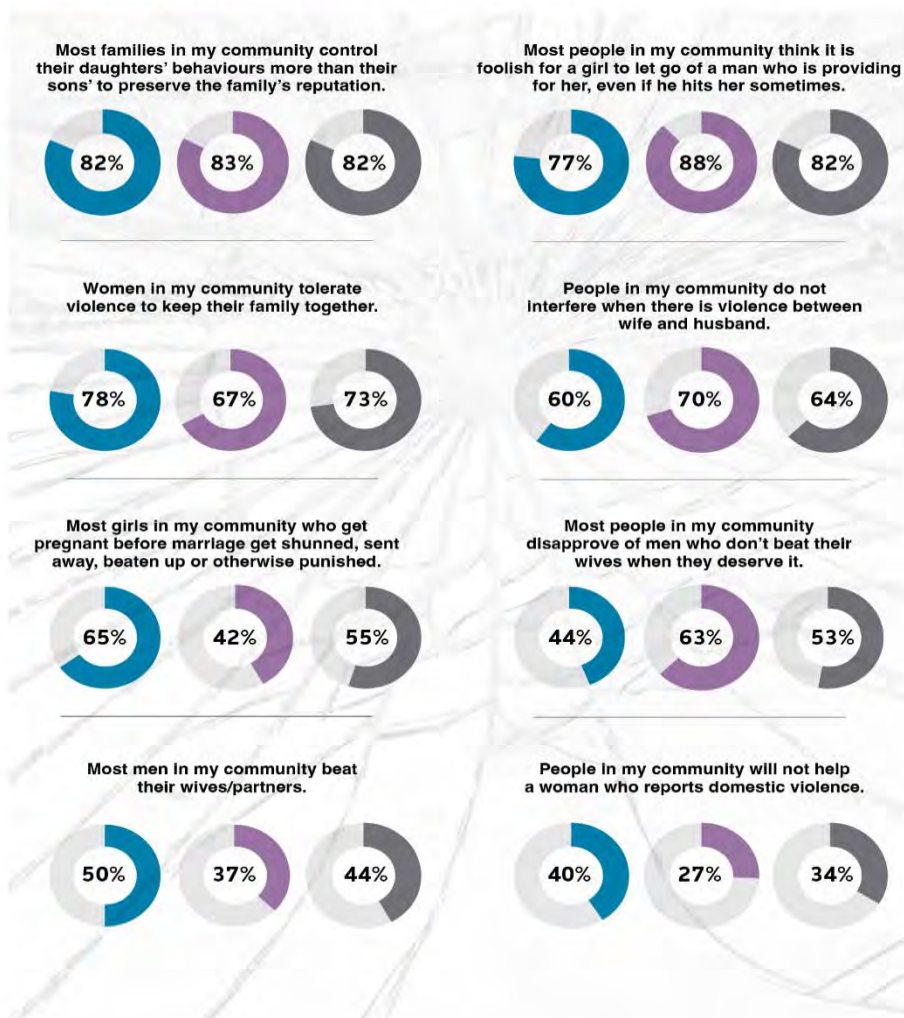 Most families in my community control
their daughters' behaviours more than their
sons' to preserve the family's reputation.
82%
83%
82%
Most people in my community think it is
foolish for a girl to let go of a man who is providing
for her, even if he hits her sometimes.
77%
88%
82%
Women in my community tolerate
violence to keep their family together.
78%
67%
73%
People in my community do not
interfere when there is violence between
wife and husband.
60%
70%
64%
Most girls in my community who get
pregnant before marriage get shunned, sent
away, beaten up or otherwise punished.
65%
42%
55%
Most people in my community
disapprove of men who don't beat their
wives when they deserve it.
44%
63%
53%
Most men in my community beat
their wives/partners.
50%
37%
44%
People in my community will not help
a woman who reports domestic violence.
40%
27%
34%